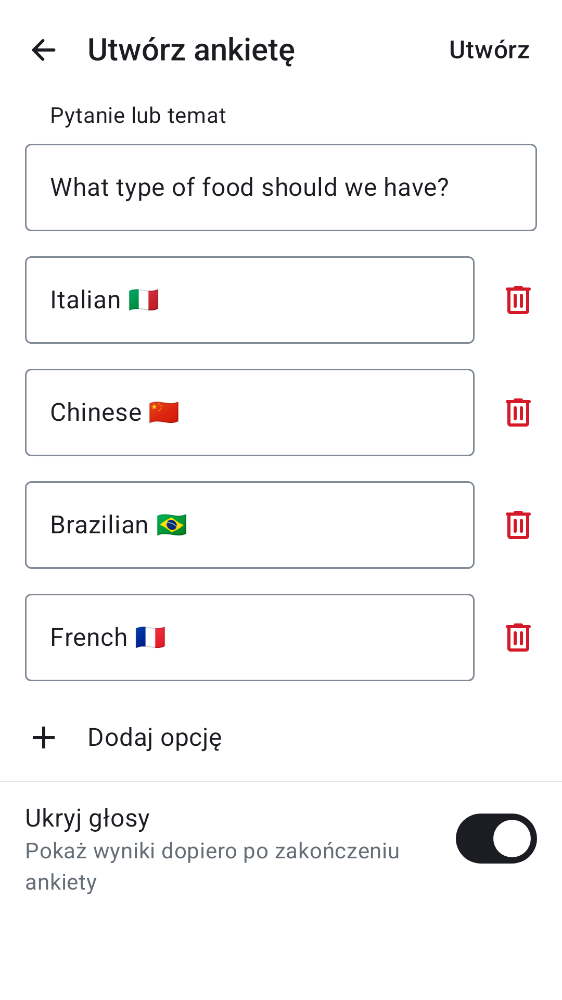 Utwórz ankietę
Utwórz
Pytanie lub temat
What type of food should we have?
Italian 🇮🇹
Chinese 🇨🇳
Brazilian 🇧🇷
French 🇫🇷
Dodaj opcję
Ukryj głosy
Pokaż wyniki dopiero po zakończeniu
ankiety